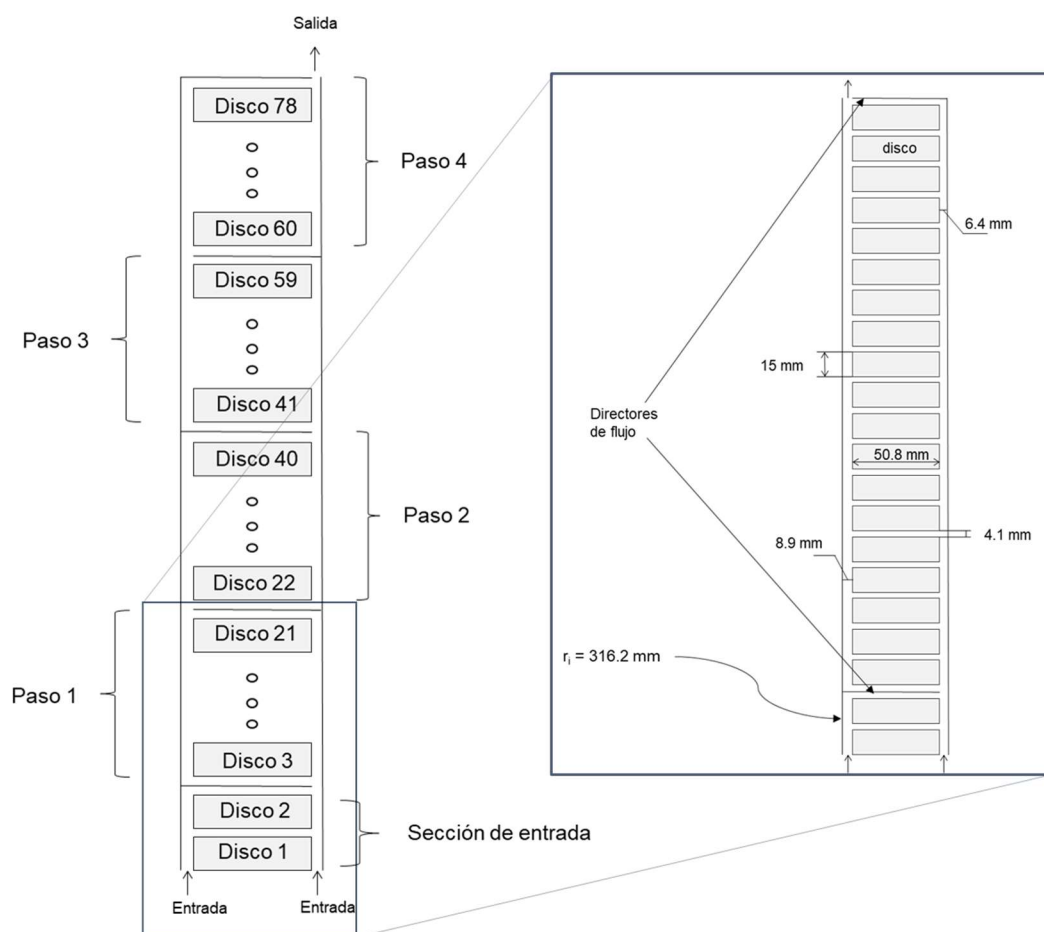 Salida
Disco 78
Paso 4
Disco 60
Disco 59
Paso 3
Disco 41
Disco 40
Paso 2
Disco 22
Disco 21
Paso 1
Disco 3
Disco 2
Sección de entrada
Disco 1
Entrada
Entrada
disco
6.4 mm
15 mm
Directores
de flujo
50.8 mm
4.1 mm
8.9 mm
ri = 316.2 mm